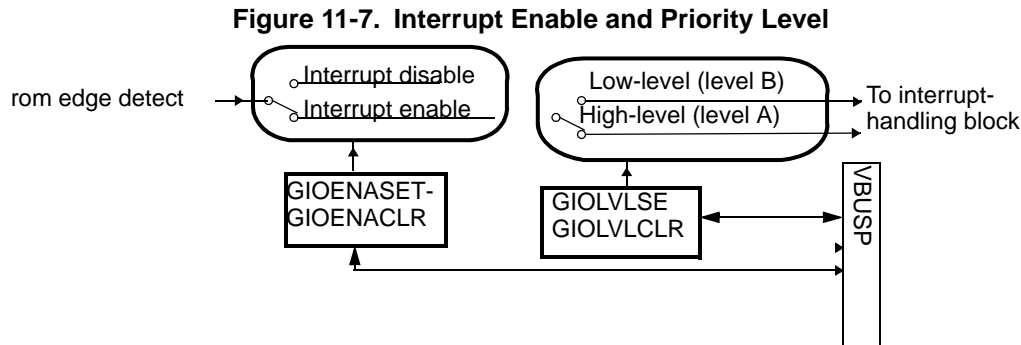 Figure 11-7. Interrupt Enable and Priority Level
Interrupt disable
rom edge detect
Interrupt enable
Low-level (level B)
High-level (level A)
To interrupt-
handling block
GIOENASET-
GIOENACLR
GIOLVLSE
GIOLVLCLR
VBUSP